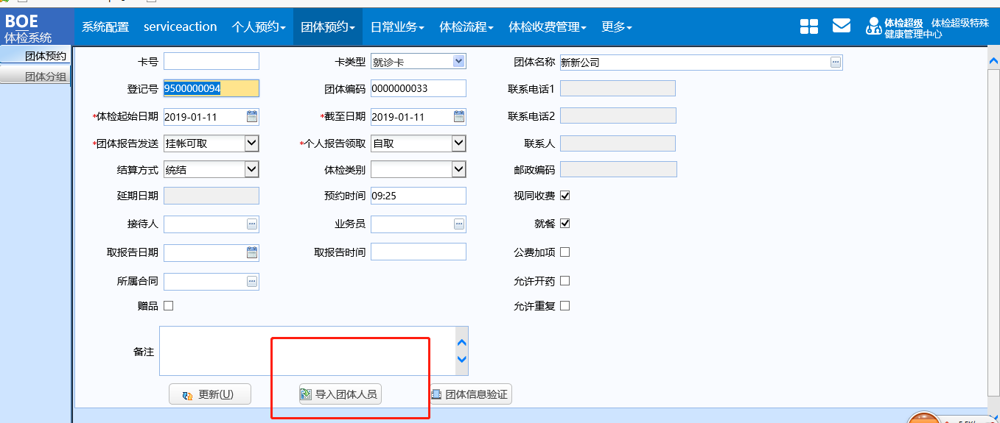 BOE
体检系统
系统配置 serviceaction 个人预约 团体预约 日常业务 体检流程 体检收费管理 更多
体检超级 体检超级特殊
健康管理中心
团体预约
团体分组
卡号 卡类型 就诊卡 团体名称 新新公司
登记号 9500000094 团体编码 0000000033 联系电话1
*体检起始日期 2019-01-11 *截至日期 2019-01-11 联系电话2
*团体报告发送 挂帐可取 *个人报告领取 自取 联系人
结算方式 统结 体检类别 邮政编码
延期日期 预约时间 09:25 视同收费
接待人 业务员 就餐
取报告日期 取报告时间 公费加项
所属合同 允许开药
赠品 允许重复
备注
更新(U) 导入团体人员 团体信息验证